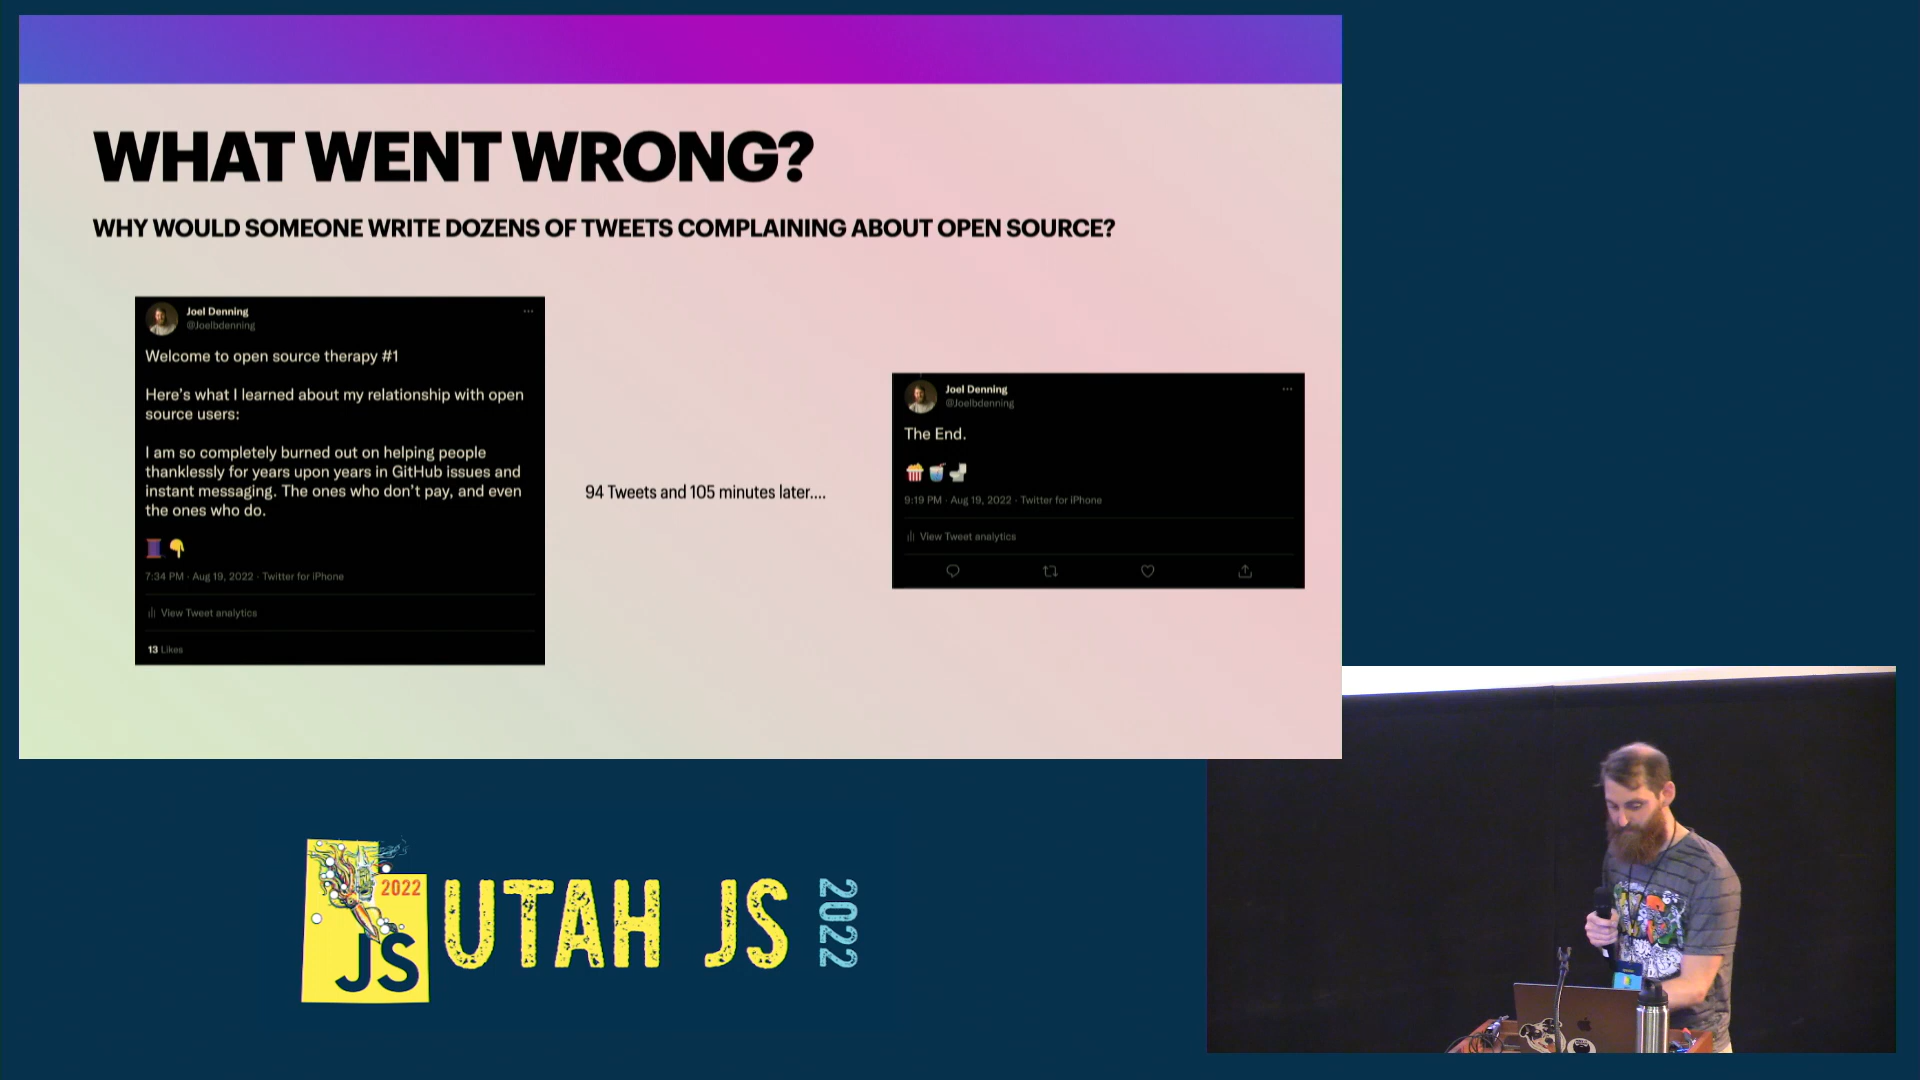 WHAT WENT WRONG?
WHY WOULD SOMEONE WRITE DOZENS OF TWEETS COMPLAINING ABOUT OPEN SOURCE?
Joel Denning
@Joelbdenning
Welcome to open source therapy #1
Here's what I learned about my relationship with open
source users:
I am so completely burned out on helping people
thanklessly for years upon years in GitHub issues and
instant messaging. The ones who don't pay, and even
the ones who do.
🧵👇
7:34 PM · Aug 19, 2022 · Twitter for iPhone
View Tweet analytics
13 Likes
94 Tweets and 105 minutes later....
Joel Denning
@Joelbdenning
The End.
🍿🥤🚽
9:19 PM · Aug 19, 2022 · Twitter for iPhone
View Tweet analytics
2022
JS
UTAH JS
2022